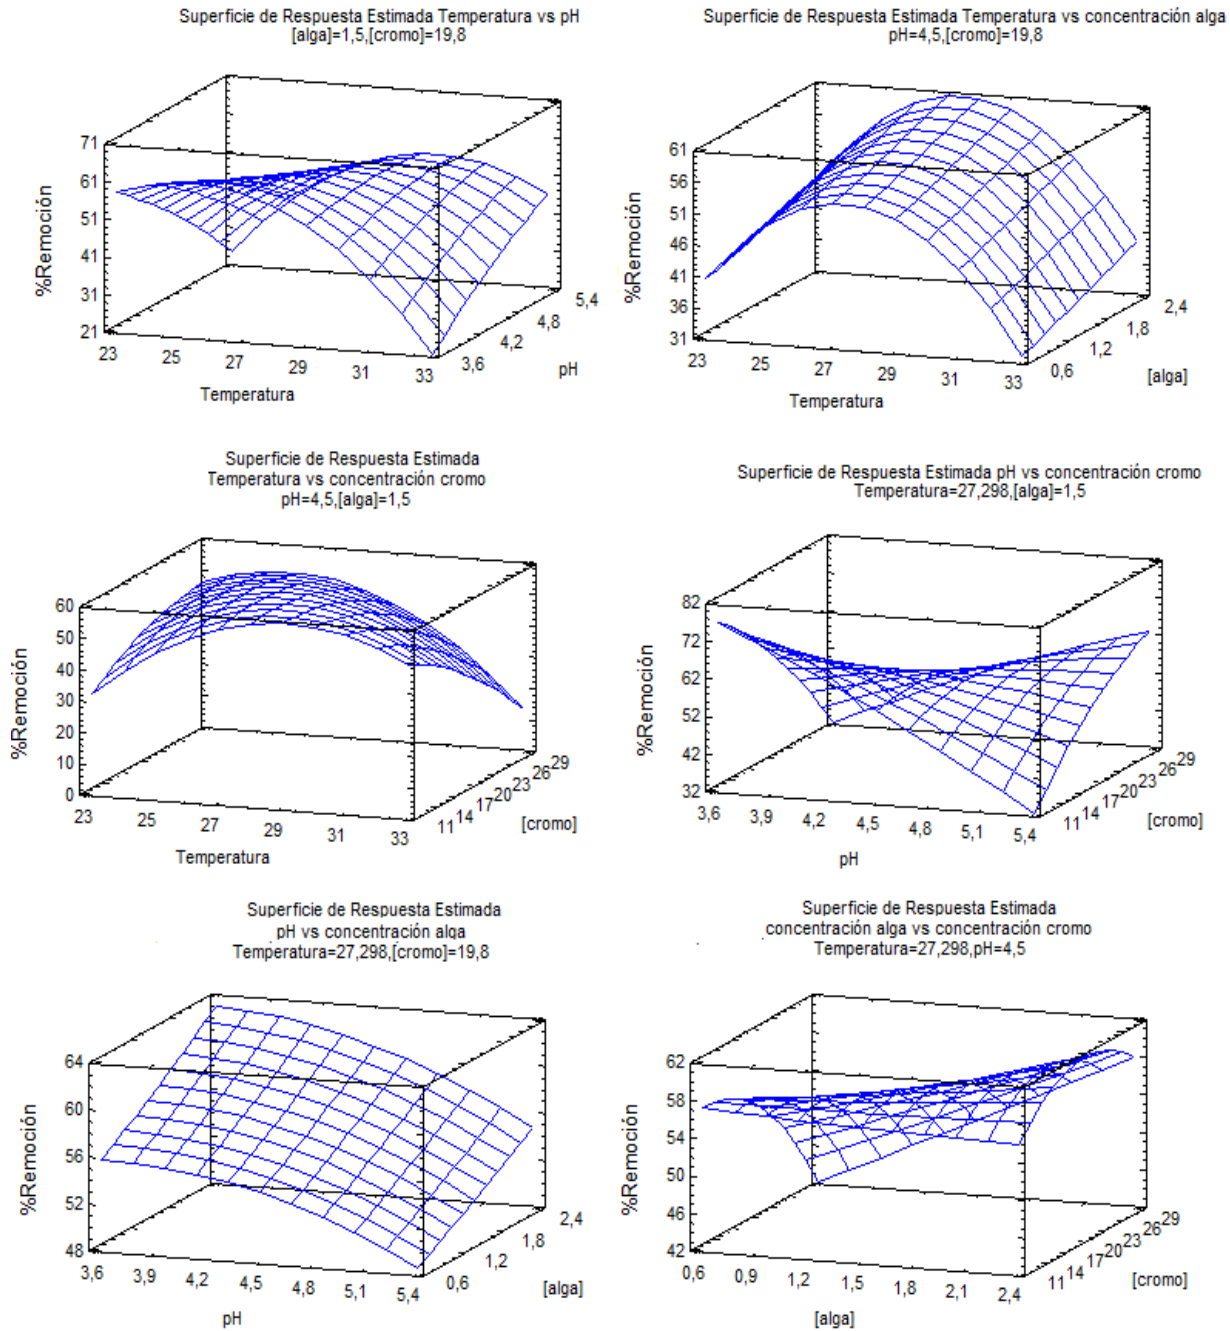 Superficie de Respuesta Estimada Temperatura vs pH
[alga]=1,5,[cromo]=19,8
%Remoción
71
61
51
41
31
21
23 25 27 29 31 33
Temperatura
3,6 4,2 4,8 5,4
pH
Superficie de Respuesta Estimada Temperatura vs concentración alga
pH=4,5,[cromo]=19,8
%Remoción
61
56
51
46
41
36
31
23 25 27 29 31 33
Temperatura
0,6 1,2 1,8 2,4
[alga]
Superficie de Respuesta Estimada
Temperatura vs concentración cromo
pH=4,5,[alga]=1,5
%Remoción
60
50
40
30
20
10
0
23 25 27 29 31 33
Temperatura
11 14 17 20 23 26 29
[cromo]
Superficie de Respuesta Estimada pH vs concentración cromo
Temperatura=27,298,[alga]=1,5
%Remoción
82
72
62
52
42
32
3,6 3,9 4,2 4,5 4,8 5,1 5,4
pH
11 14 17 20 23 26 29
[cromo]
Superficie de Respuesta Estimada
pH vs concentración alga
Temperatura=27,298,[cromo]=19,8
%Remoción
64
60
56
52
48
3,6 3,9 4,2 4,5 4,8 5,1 5,4
pH
0,6 1,2 1,8 2,4
[alga]
Superficie de Respuesta Estimada
concentración alga vs concentración cromo
Temperatura=27,298,pH=4,5
%Remoción
62
58
54
50
46
42
0,6 0,9 1,2 1,5 1,8 2,1 2,4
[alga]
11 14 17 20 23 26 29
[cromo]